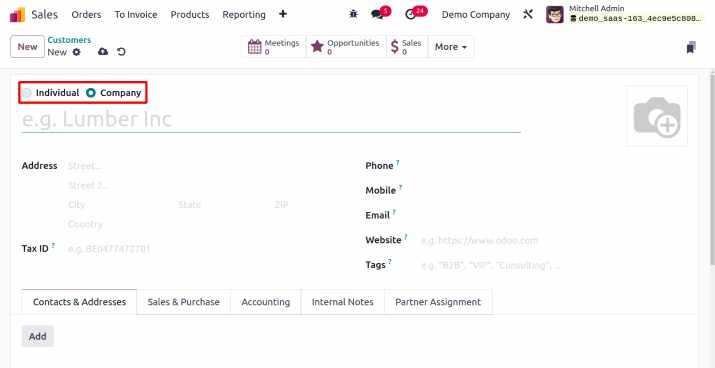 Sales Orders To Invoice Products Reporting + 5 24 Demo Company Mitchell Admin
demo_saas-163_4ec9e5c808...
New Customers
New
Meetings
0
Opportunities
0
$ Sales
0
More
Individual Company
e.g. Lumber Inc
Address Street...
Street 2...
City State ZIP
Country
Tax ID ? e.g. BE0477472701
Phone ?
Mobile ?
Email ?
Website ? e.g. https://www.odoo.com
Tags ? e.g. "B2B", "VIP", "Consulting", ...
Contacts & Addresses Sales & Purchase Accounting Internal Notes Partner Assignment
Add